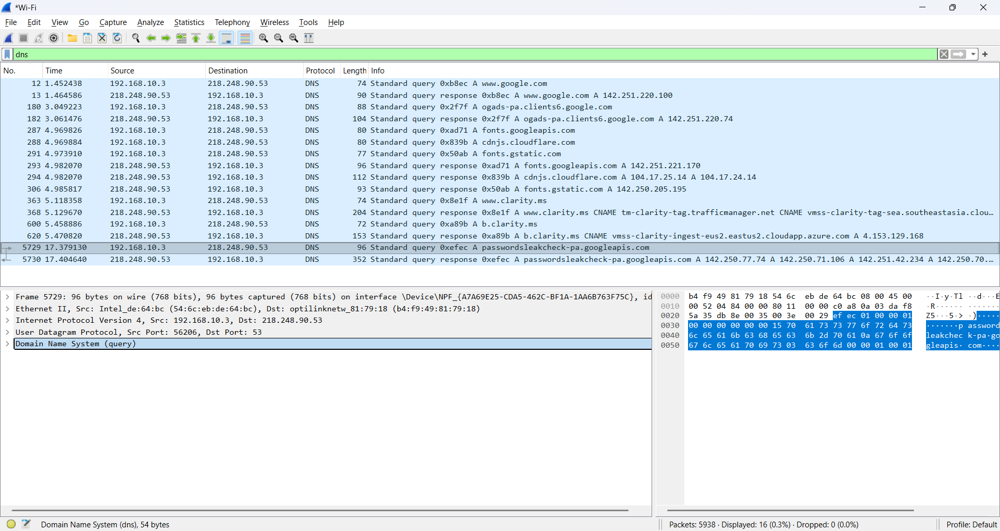 *Wi-Fi
File Edit View Go Capture Analyze Statistics Telephony Wireless Tools Help
dns
No. Time Source Destination Protocol Length Info
12 1.452438 192.168.10.3 218.248.90.53 DNS 74 Standard query 0xb8ec A www.google.com
13 1.464586 218.248.90.53 192.168.10.3 DNS 90 Standard query response 0xb8ec A www.google.com A 142.251.220.100
180 3.049223 192.168.10.3 218.248.90.53 DNS 88 Standard query 0x2f7f A ogads-pa.clients6.google.com
182 3.061476 218.248.90.53 192.168.10.3 DNS 104 Standard query response 0x2f7f A ogads-pa.clients6.google.com A 142.251.220.74
287 4.969826 192.168.10.3 218.248.90.53 DNS 80 Standard query 0xad71 A fonts.googleapis.com
288 4.969884 192.168.10.3 218.248.90.53 DNS 80 Standard query 0x839b A cdnjs.cloudflare.com
291 4.973910 192.168.10.3 218.248.90.53 DNS 77 Standard query 0x50ab A fonts.gstatic.com
293 4.982070 218.248.90.53 192.168.10.3 DNS 96 Standard query response 0xad71 A fonts.googleapis.com A 142.251.221.170
294 4.982070 218.248.90.53 192.168.10.3 DNS 112 Standard query response 0x839b A cdnjs.cloudflare.com A 104.17.25.14 A 104.17.24.14
306 4.985817 218.248.90.53 192.168.10.3 DNS 93 Standard query response 0x50ab A fonts.gstatic.com A 142.250.205.195
363 5.118358 192.168.10.3 218.248.90.53 DNS 74 Standard query 0x8e1f A www.clarity.ms
368 5.129670 218.248.90.53 192.168.10.3 DNS 204 Standard query response 0x8e1f A www.clarity.ms CNAME tm-clarity-tag.trafficmanager.net CNAME vmss-clarity-tag-sea.southeastasia.clou…
600 5.458886 192.168.10.3 218.248.90.53 DNS 72 Standard query 0xa89b A b.clarity.ms
620 5.470820 218.248.90.53 192.168.10.3 DNS 153 Standard query response 0xa89b A b.clarity.ms CNAME vmss-clarity-ingest-eus2.eastus2.cloudapp.azure.com A 4.153.129.168
5729 17.379130 192.168.10.3 218.248.90.53 DNS 96 Standard query 0xefec A passwordsleakcheck-pa.googleapis.com
5730 17.404640 218.248.90.53 192.168.10.3 DNS 352 Standard query response 0xefec A passwordsleakcheck-pa.googleapis.com A 142.250.77.74 A 142.250.71.106 A 142.251.42.234 A 142.250.70.…
Frame 5729: 96 bytes on wire (768 bits), 96 bytes captured (768 bits) on interface \Device\NPF_{A7A69E25-CDA5-462C-BF1A-1AA6B763F75C}, id
Ethernet II, Src: Intel_de:64:bc (54:6c:eb:de:64:bc), Dst: optilinknetw_81:79:18 (b4:f9:49:81:79:18)
Internet Protocol Version 4, Src: 192.168.10.3, Dst: 218.248.90.53
User Datagram Protocol, Src Port: 56206, Dst Port: 53
Domain Name System (query)
0000 b4 f9 49 81 79 18 54 6c eb de 64 bc 08 00 45 00 ··I·y·Tl ··d···E
0010 00 52 04 84 00 00 80 11 00 00 c0 a8 0a 03 da f8 ·R······ ·······
0020 5a 35 db 8e 00 35 00 3e 00 29 ef ec 01 00 00 01 Z5···5·> ·)·····
0030 00 00 00 00 00 00 15 70 61 73 73 77 6f 72 64 73 ·······p assword
0040 6c 65 61 6b 63 68 65 63 6b 2d 70 61 0a 67 6f 6f leakchec k-pa·go
0050 67 6c 65 61 70 69 73 03 63 6f 6d 00 00 01 00 01 gleapis· com····
Domain Name System (dns), 54 bytes
Packets: 5938 · Displayed: 16 (0.3%) · Dropped: 0 (0.0%)
Profile: Default